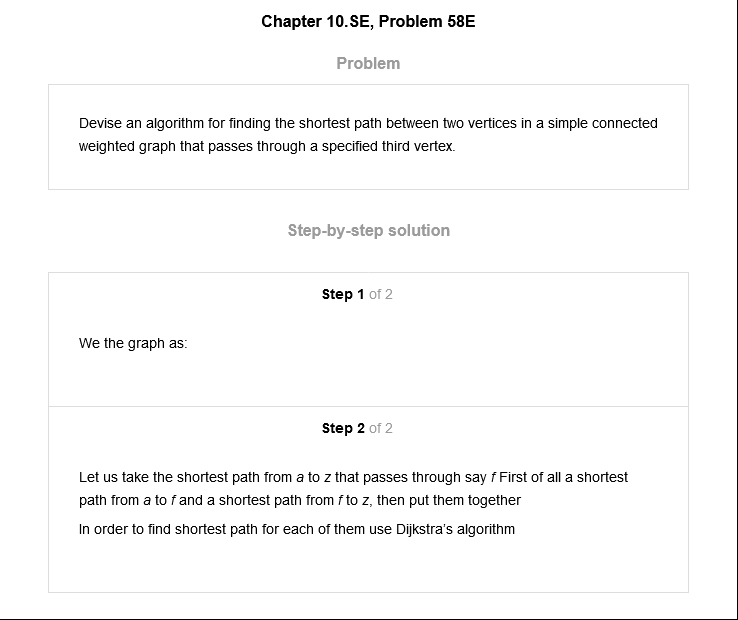 Chapter 10.SE, Problem 58E
Problem
Devise an algorithm for finding the shortest path between two vertices in a simple connected
weighted graph that passes through a specified third vertex.
Step-by-step solution
Step 1 of 2
We the graph as:
Step 2 of 2
Let us take the shortest path from a to z that passes through say f First of all a shortest
path from a to f and a shortest path from f to z, then put them together
In order to find shortest path for each of them use Dijkstra’s algorithm